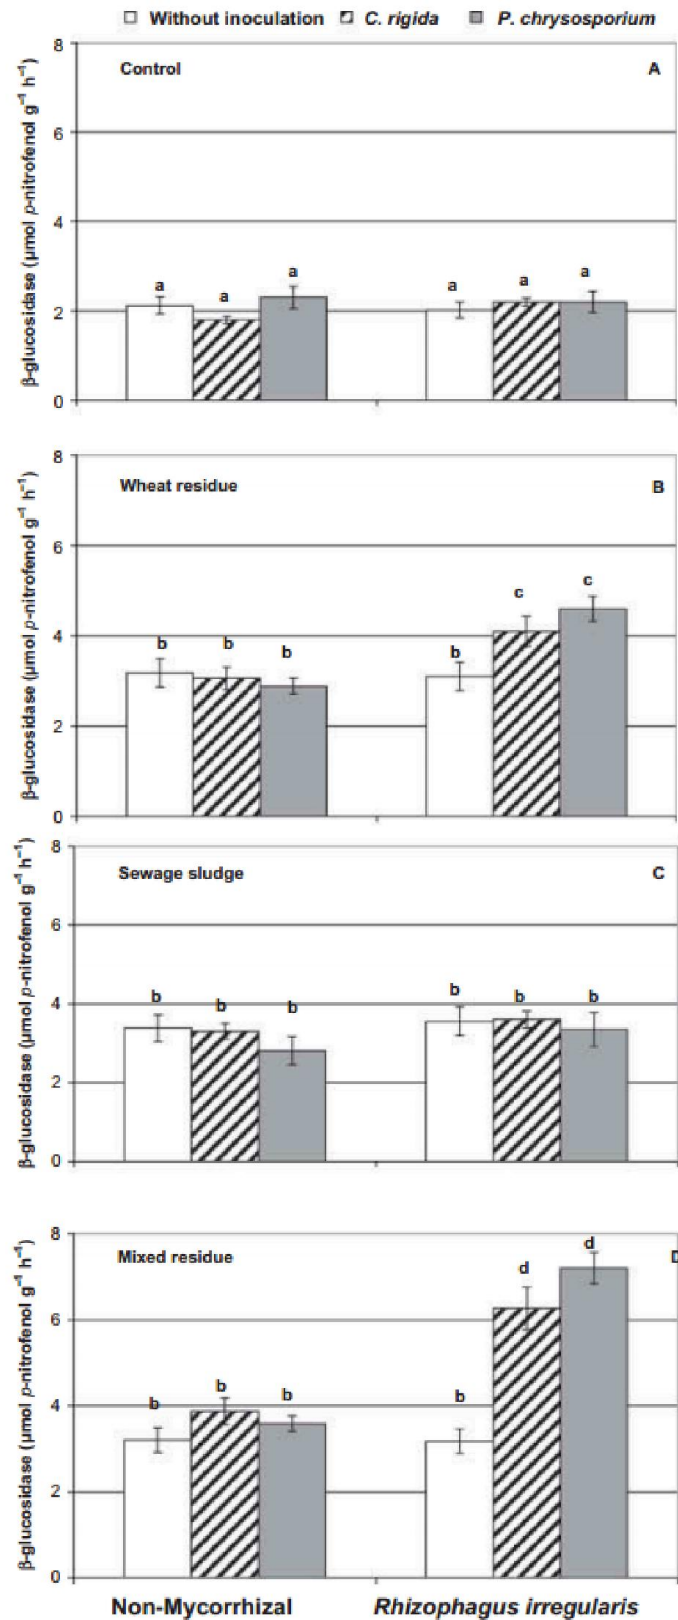 Without inoculation C. rigida P. chrysosporium
β-glucosidase (μmol p-nitrofenol g⁻¹ h⁻¹)
8
6
4
2
0
Control
A
a
a
a
a
a
a
β-glucosidase (μmol p-nitrofenol g⁻¹ h⁻¹)
8
6
4
2
0
Wheat residue
B
b
b
b
b
c
c
β-glucosidase (μmol p-nitrofenol g⁻¹ h⁻¹)
8
6
4
2
0
Sewage sludge
C
b
b
b
b
b
b
β-glucosidase (μmol p-nitrofenol g⁻¹ h⁻¹)
8
6
4
2
0
Mixed residue
D
b
b
b
b
d
d
Non-Mycorrhizal Rhizophagus irregularis